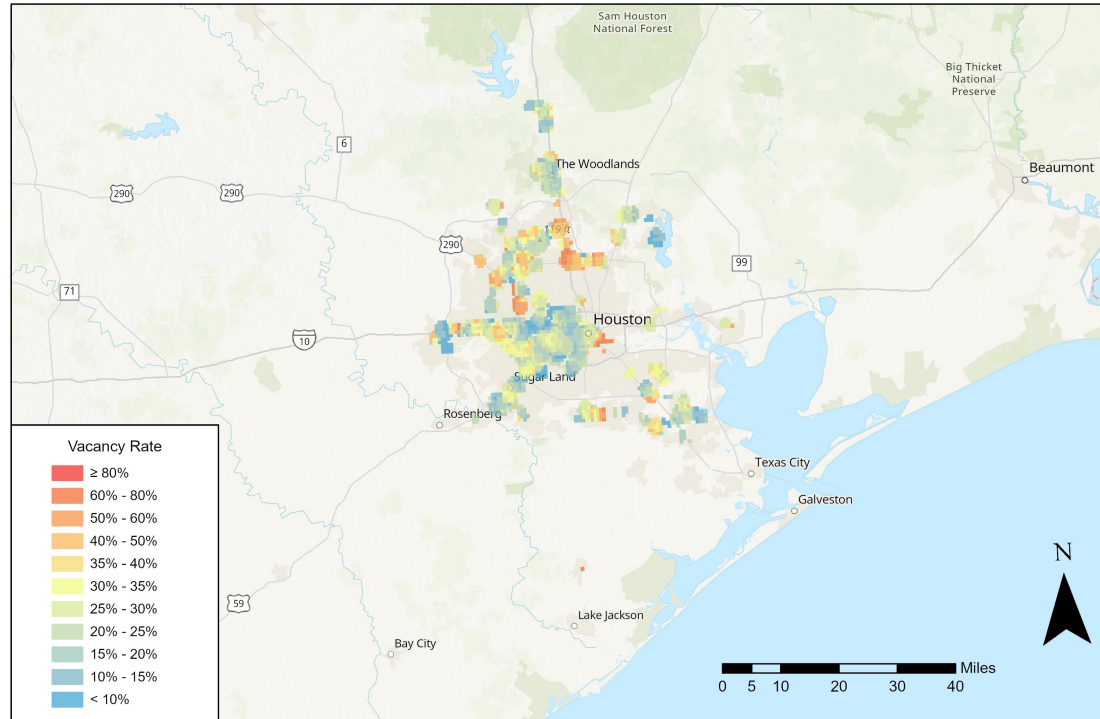 Sam Houston
National Forest
Big Thicket
National
Preserve
6
The Woodlands
Beaumont
290
290
119 ft
290
99
71
Houston
10
Sugar Land
Rosenberg
Vacancy Rate
≥ 80%
60% - 80%
50% - 60%
40% - 50%
35% - 40%
30% - 35%
25% - 30%
20% - 25%
15% - 20%
10% - 15%
< 10%
Texas City
Galveston
N
59
Lake Jackson
Bay City
Miles
0 5 10 20 30 40